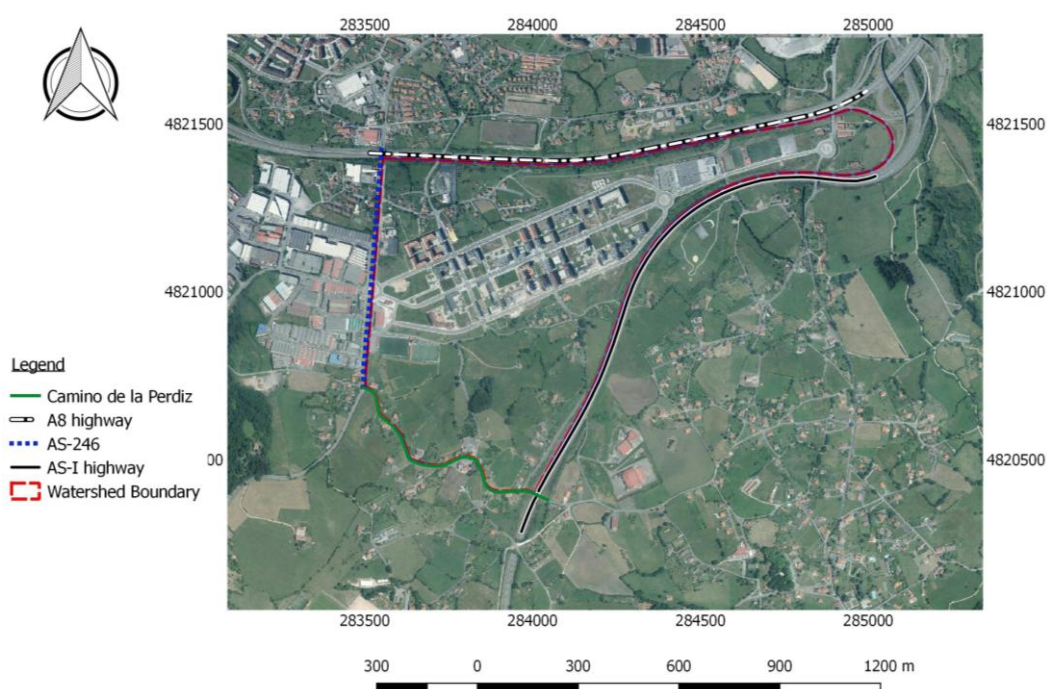 283500 284000 284500 285000
4821500 4821500
4821000 4821000
Legend
Camino de la Perdiz
A8 highway
AS-246
AS-I highway
Watershed Boundary
00 4820500
283500 284000 284500 285000
300 0 300 600 900 1200 m